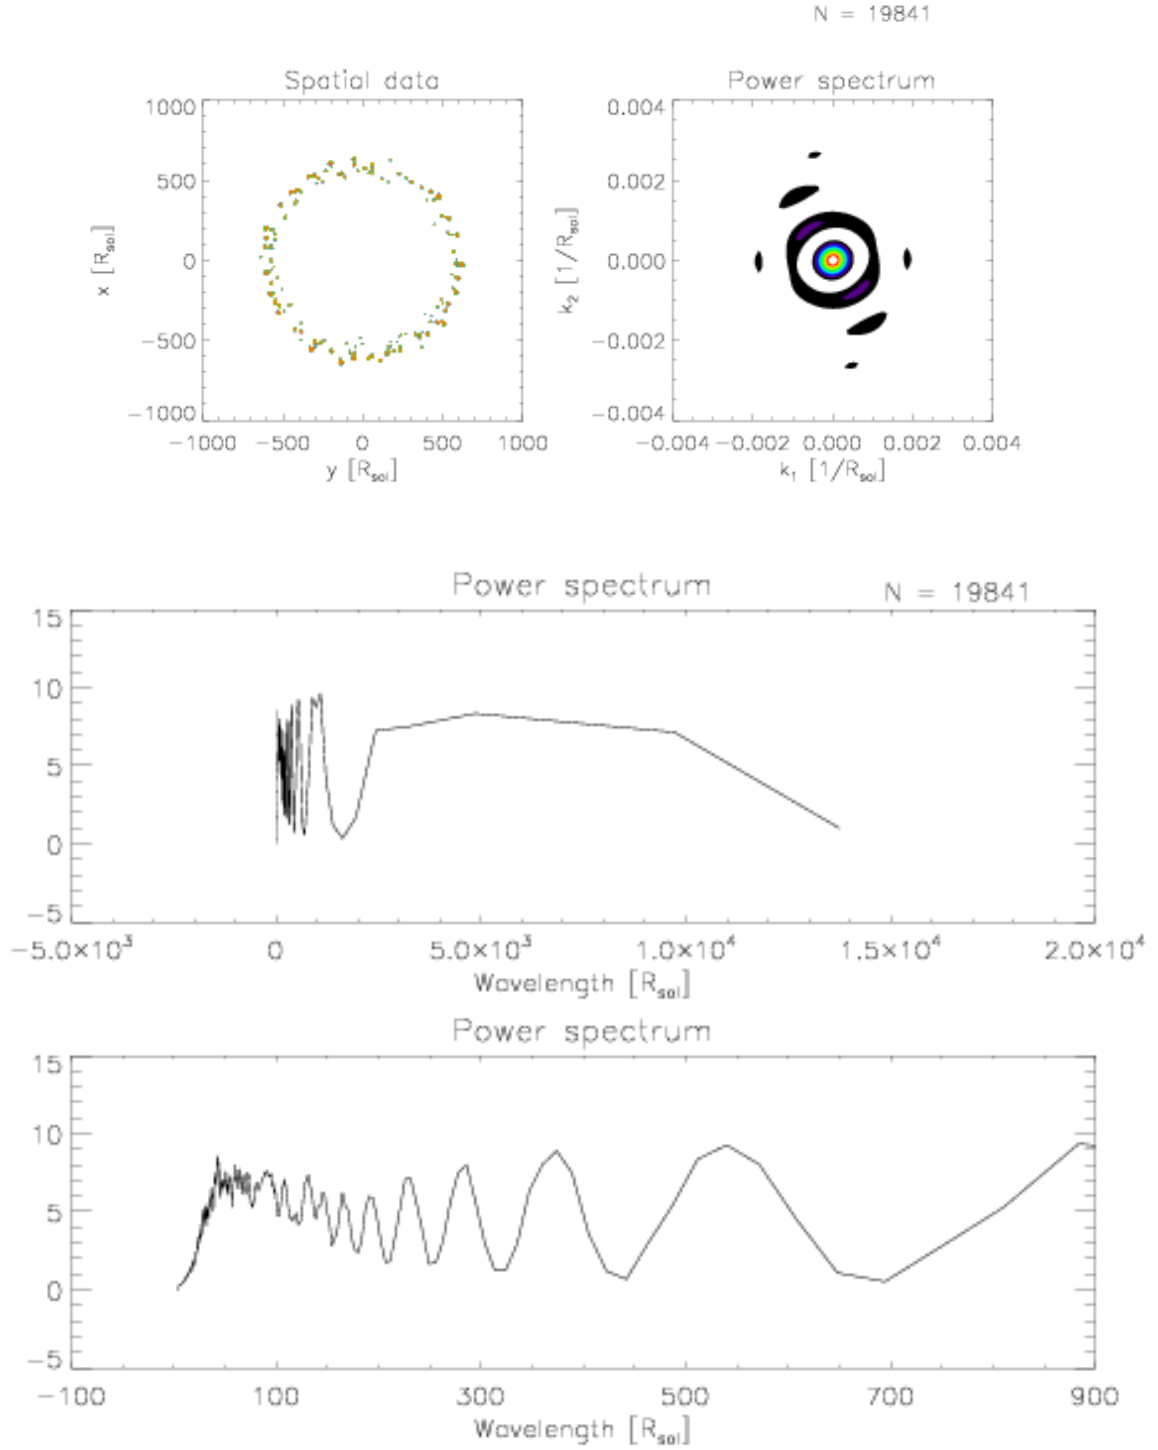 N = 19841
Spatial data
Power spectrum
1000
500
0
−500
−1000
x [R_sol]
−1000 −500 0 500 1000
y [R_sol]
0.004
0.002
0.000
−0.002
−0.004
k_2 [1/R_sol]
−0.004 −0.002 0.000 0.002 0.004
k_1 [1/R_sol]
Power spectrum
N = 19841
15
10
5
0
−5
−5.0×10^3 0 5.0×10^3 1.0×10^4 1.5×10^4 2.0×10^4
Wavelength [R_sol]
Power spectrum
15
10
5
0
−5
−100 100 300 500 700 900
Wavelength [R_sol]